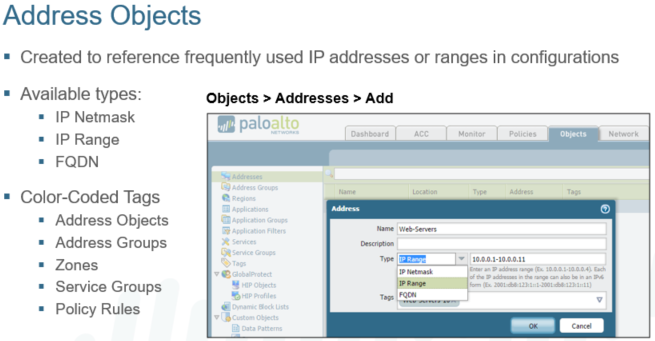 Address Objects
Created to reference frequently used IP addresses or ranges in configurations
Available types:
IP Netmask
IP Range
FQDN
Color-Coded Tags
Address Objects
Address Groups
Zones
Service Groups
Policy Rules
Objects > Addresses > Add
paloalto
NETWORKS
Dashboard ACC Monitor Policies Objects Network
Addresses
Address Groups
Regions
Applications
Application Groups
Application Filters
Services
Service Groups
Tags
GlobalProtect
HIP Objects
HIP Profiles
Dynamic Block Lists
Custom Objects
Data Patterns
Name Location Type Address Tags
Address
Name Web-Servers
Description
Type IP Range 10.0.0.1-10.0.0.11
IP Netmask
IP Range
FQDN
Enter an IP address range (Ex. 10.0.0.1-10.0.0.4). Each
of the IP addresses in the range can also be in an IPv6
form (Ex. 2001:db8:123:1::1-2001:db8:123:1::11)
Tags
OK Cancel